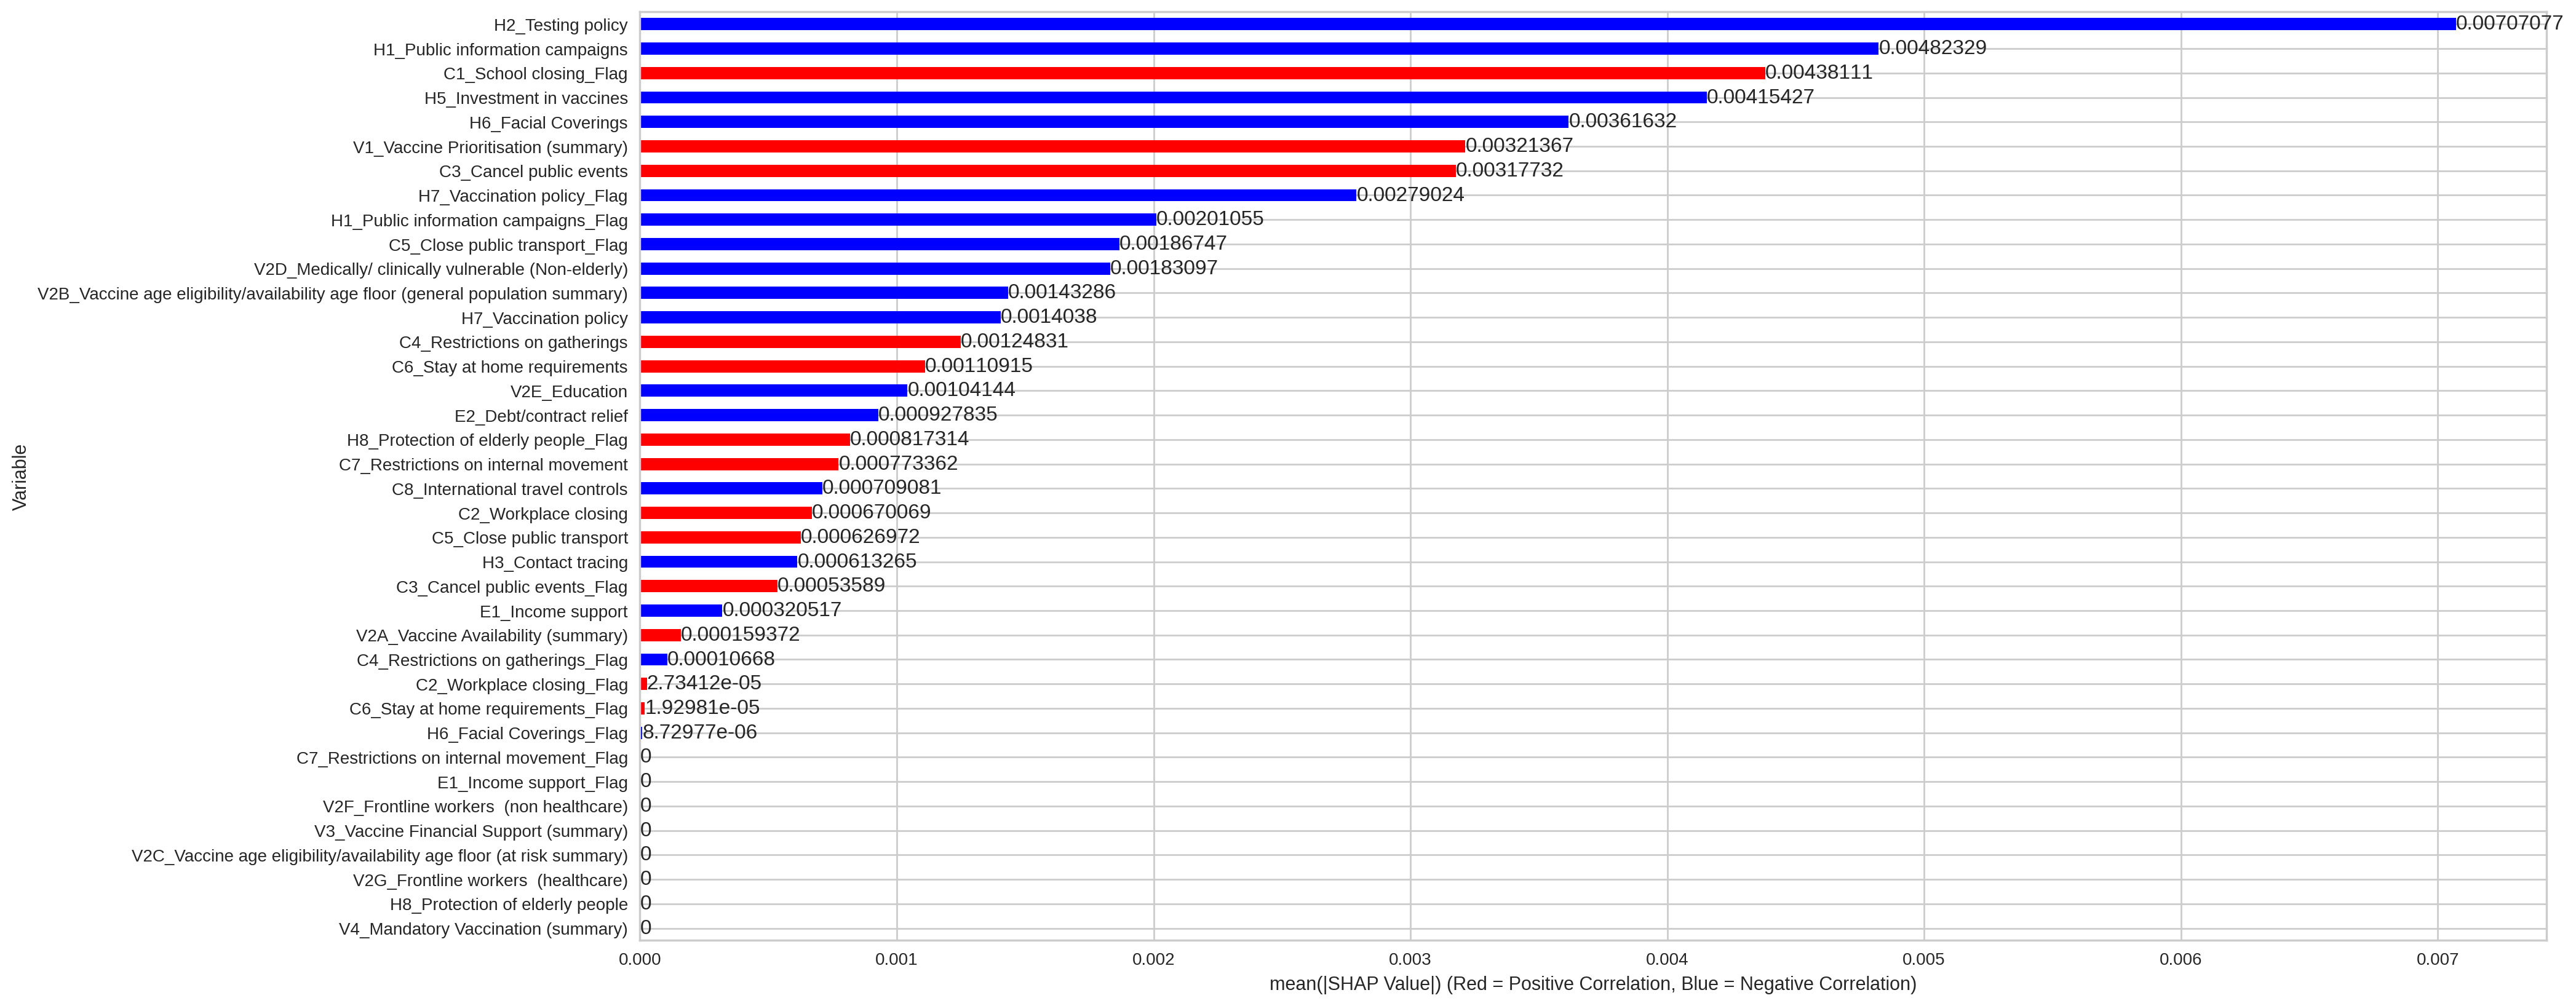 H2_Testing policy 0.00707077
H1_Public information campaigns 0.00482329
C1_School closing_Flag 0.00438111
H5_Investment in vaccines 0.00415427
H6_Facial Coverings 0.00361632
V1_Vaccine Prioritisation (summary) 0.00321367
C3_Cancel public events 0.00317732
H7_Vaccination policy_Flag 0.00279024
H1_Public information campaigns_Flag 0.00201055
C5_Close public transport_Flag 0.00186747
V2D_Medically/ clinically vulnerable (Non-elderly) 0.00183097
V2B_Vaccine age eligibility/availability age floor (general population summary) 0.00143286
H7_Vaccination policy 0.0014038
C4_Restrictions on gatherings 0.00124831
C6_Stay at home requirements 0.00110915
V2E_Education 0.00104144
E2_Debt/contract relief 0.000927835
H8_Protection of elderly people_Flag 0.000817314
C7_Restrictions on internal movement 0.000773362
C8_International travel controls 0.000709081
C2_Workplace closing 0.000670069
C5_Close public transport 0.000626972
H3_Contact tracing 0.000613265
C3_Cancel public events_Flag 0.00053589
E1_Income support 0.000320517
V2A_Vaccine Availability (summary) 0.000159372
C4_Restrictions on gatherings_Flag 0.00010668
C2_Workplace closing_Flag 2.73412e-05
C6_Stay at home requirements_Flag 1.92981e-05
H6_Facial Coverings_Flag 8.72977e-06
C7_Restrictions on internal movement_Flag 0
E1_Income support_Flag 0
V2F_Frontline workers  (non healthcare) 0
V3_Vaccine Financial Support (summary) 0
V2C_Vaccine age eligibility/availability age floor (at risk summary) 0
V2G_Frontline workers  (healthcare) 0
H8_Protection of elderly people 0
V4_Mandatory Vaccination (summary) 0
Variable
0.000 0.001 0.002 0.003 0.004 0.005 0.006 0.007
mean(|SHAP Value|) (Red = Positive Correlation, Blue = Negative Correlation)